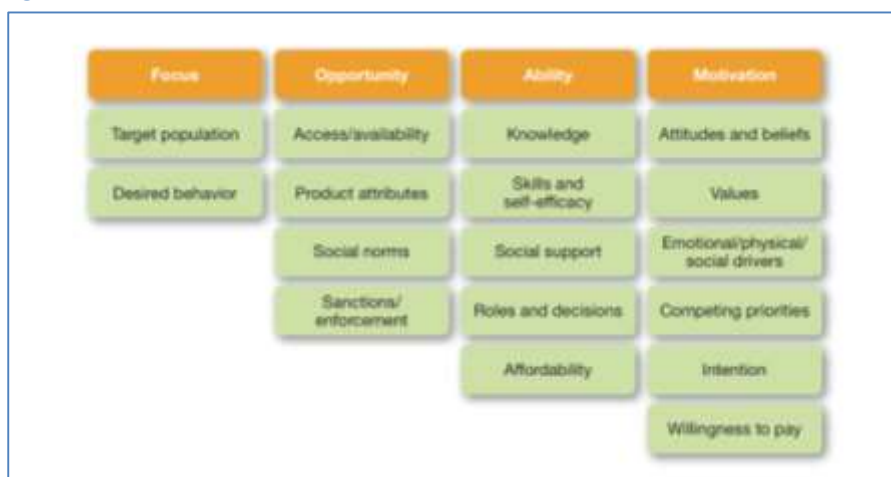 Focus
Opportunity
Ability
Motivation
Target population
Access/availability
Knowledge
Attitudes and beliefs
Desired behavior
Product attributes
Skills and
self-efficacy
Values
Social norms
Social support
Emotional/physical/
social drivers
Sanctions/
enforcement
Roles and decisions
Competing priorities
Affordability
Intention
Willingness to pay